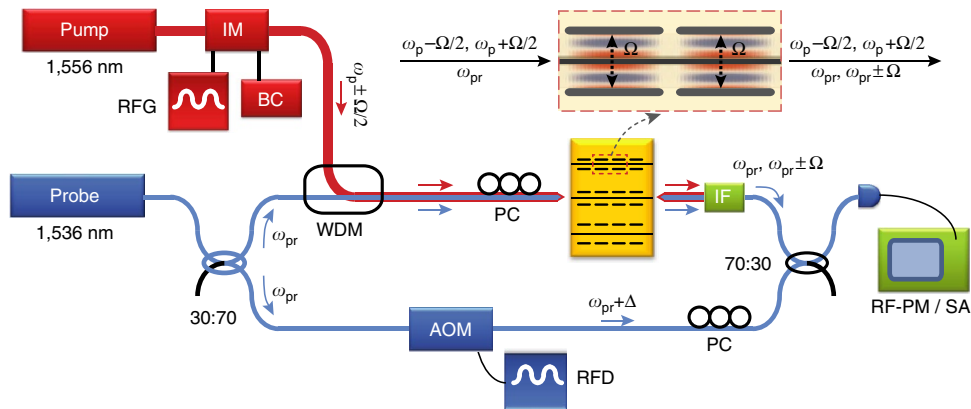 Pump
IM
1,556 nm
RFG
BC
ωp±Ω/2
ωp−Ω/2, ωp+Ω/2
ωpr
Ω
Ω
ωp−Ω/2, ωp+Ω/2
ωpr, ωpr±Ω
Probe
1,536 nm
WDM
PC
IF
ωpr, ωpr±Ω
ωpr
ωpr
30:70
70:30
AOM
ωpr+Δ
PC
RFD
RF-PM / SA